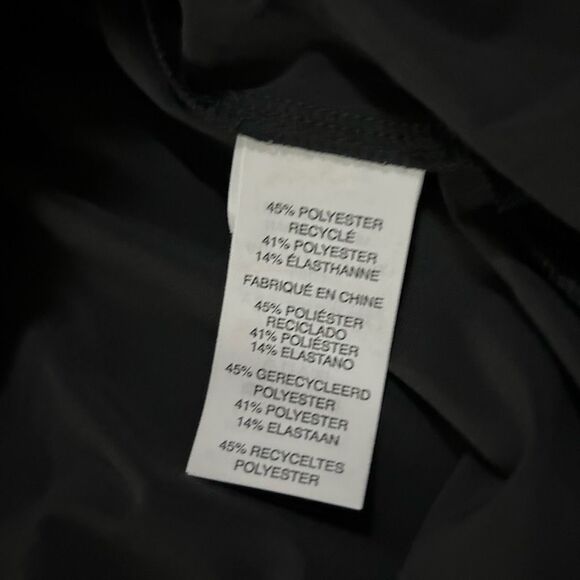 45% POLYESTER
RECYCLÉ
41% POLYESTER
14% ÉLASTHANNE
FABRIQUÉ EN CHINE
45% POLIÉSTER
RECICLADO
41% POLIÉSTER
14% ELASTANO
45% GERECYCLEERD
POLYESTER
41% POLYESTER
14% ELASTAAN
45% RECYCELTES
POLYESTER